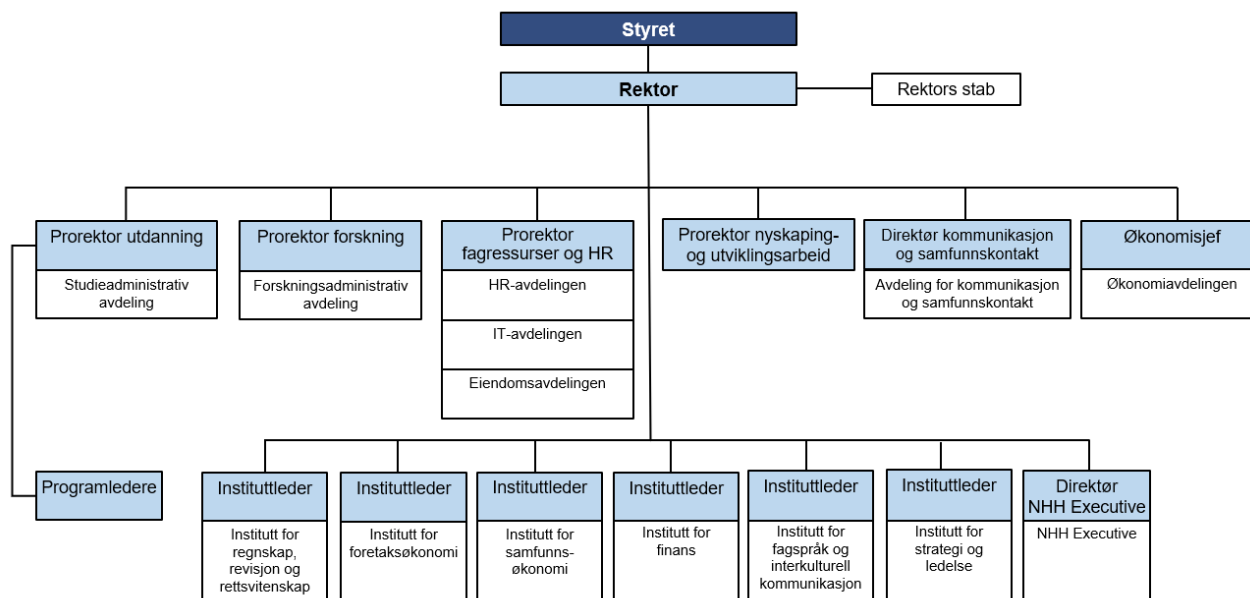 Styret
Rektor
Rektors stab
Prorektor utdanning
Studieadministrativ
avdeling
Prorektor forskning
Forskningsadministrativ
avdeling
Prorektor
fagressurser og HR
HR-avdelingen
IT-avdelingen
Eiendomsavdelingen
Prorektor nyskaping-
og utviklingsarbeid
Direktør kommunikasjon
og samfunnskontakt
Avdeling for kommunikasjon
og samfunnskontakt
Økonomisjef
Økonomiavdelingen
Programledere
Instituttleder
Institutt for
regnskap,
revisjon og
rettsvitenskap
Instituttleder
Institutt for
foretaksøkonomi
Instituttleder
Institutt for
samfunns-
økonomi
Instituttleder
Institutt for
finans
Instituttleder
Institutt for
fagspråk og
interkulturell
kommunikasjon
Instituttleder
Institutt for
strategi og
ledelse
Direktør
NHH Executive
NHH Executive